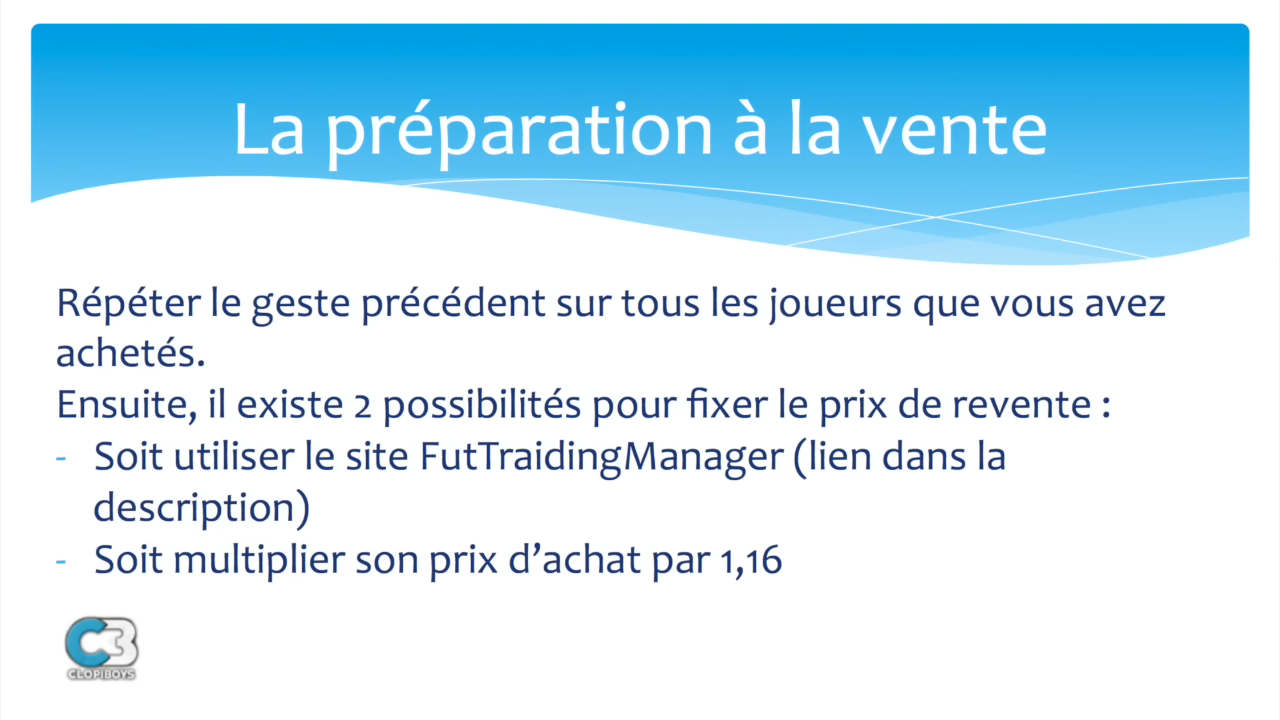 La préparation à la vente
Répéter le geste précédent sur tous les joueurs que vous avez
achetés.
Ensuite, il existe 2 possibilités pour fixer le prix de revente :
- Soit utiliser le site FutTraidingManager (lien dans la
description)
- Soit multiplier son prix d’achat par 1,16
C3
CLOPIBOYS